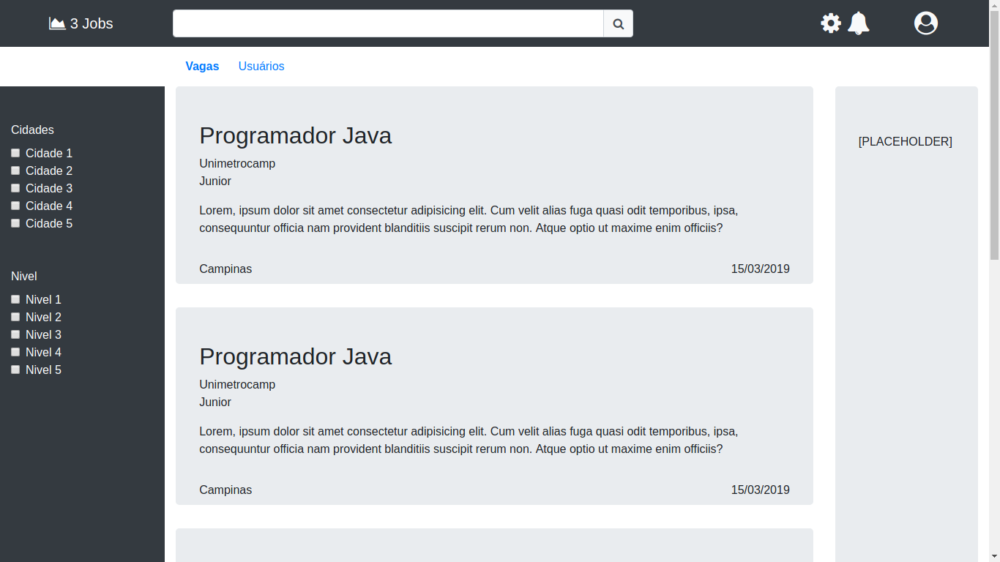 3 Jobs
Vagas Usuários
Cidades
Cidade 1
Cidade 2
Cidade 3
Cidade 4
Cidade 5
Nivel
Nivel 1
Nivel 2
Nivel 3
Nivel 4
Nivel 5
Programador Java
Unimetrocamp
Junior
Lorem, ipsum dolor sit amet consectetur adipisicing elit. Cum velit alias fuga quasi odit temporibus, ipsa,
consequuntur officia nam provident blanditiis suscipit rerum non. Atque optio ut maxime enim officiis?
Campinas 15/03/2019
Programador Java
Unimetrocamp
Junior
Lorem, ipsum dolor sit amet consectetur adipisicing elit. Cum velit alias fuga quasi odit temporibus, ipsa,
consequuntur officia nam provident blanditiis suscipit rerum non. Atque optio ut maxime enim officiis?
Campinas 15/03/2019
[PLACEHOLDER]